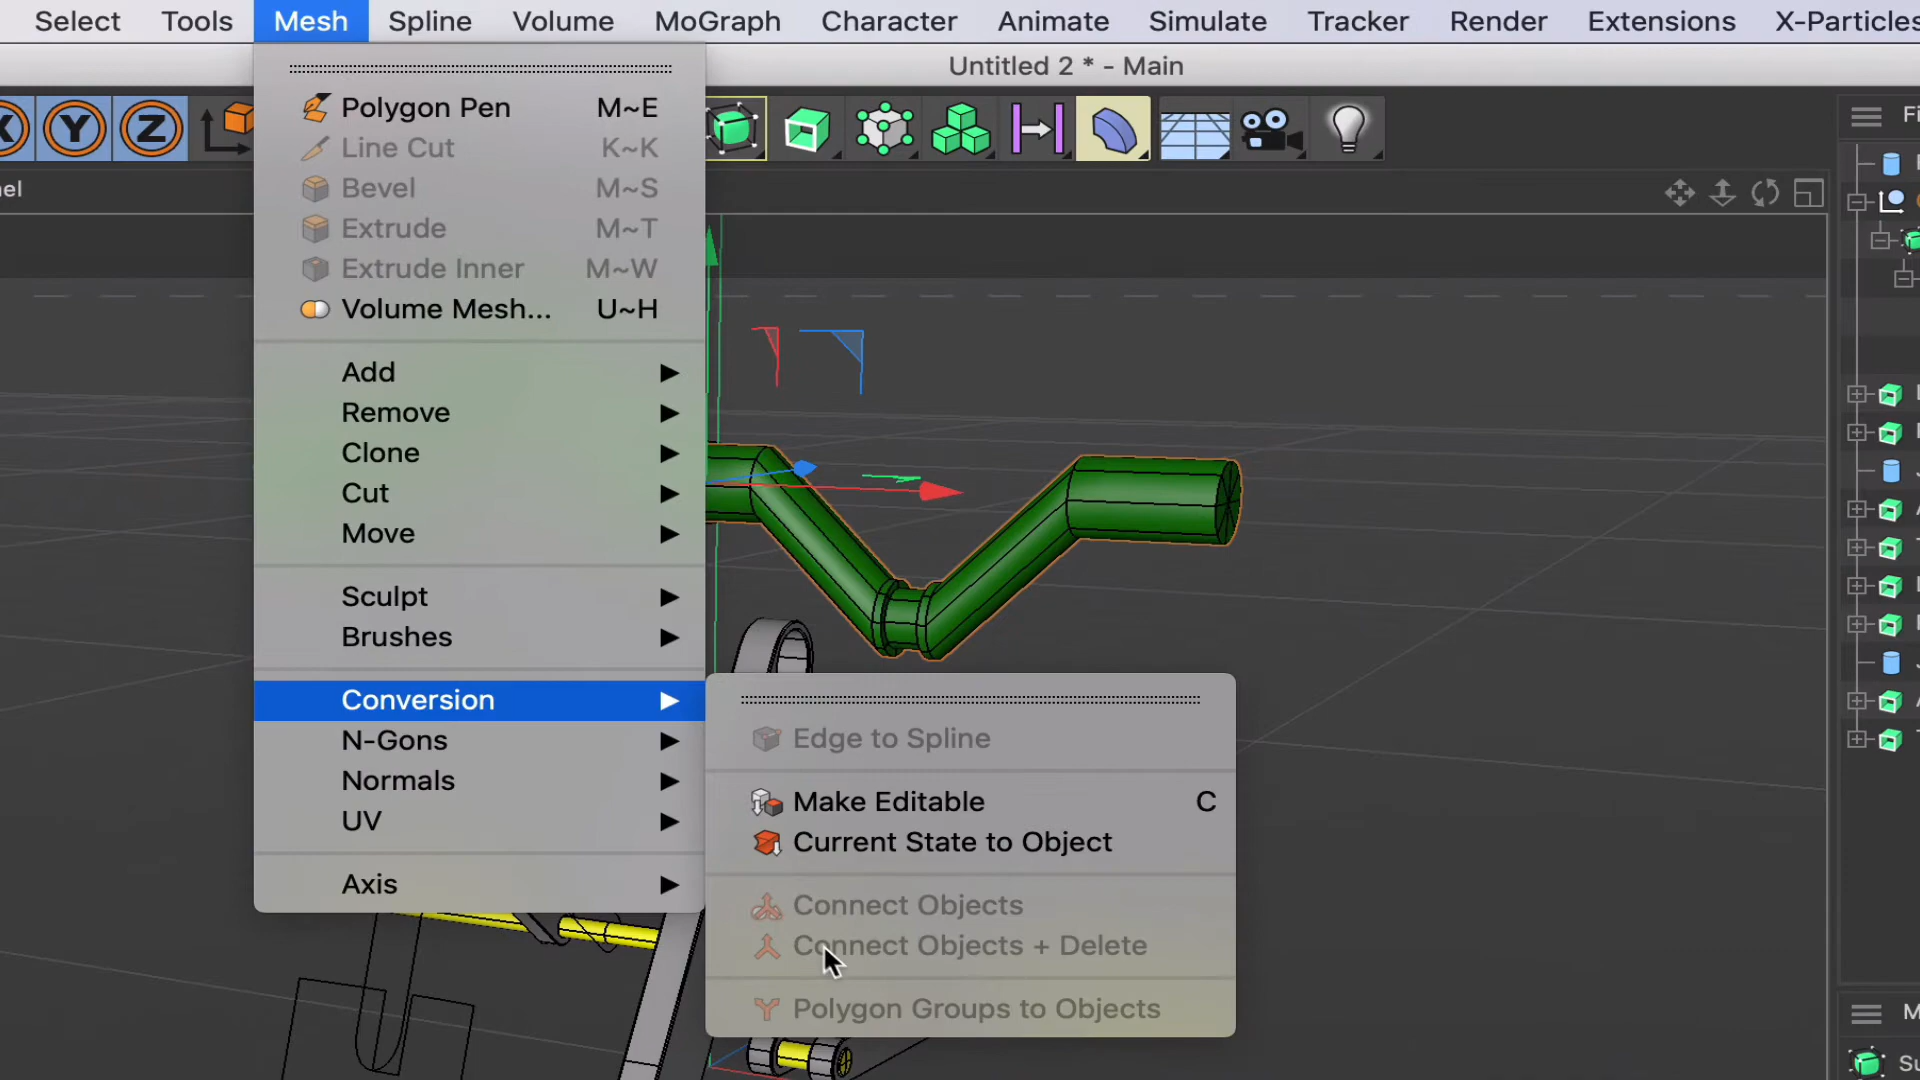 Select Tools Mesh Spline Volume MoGraph Character Animate Simulate Tracker Render Extensions X-Particles
Untitled 2 * - Main
X Y Z
Polygon Pen M~E
Line Cut K~K
Bevel M~S
Extrude M~T
Extrude Inner M~W
Volume Mesh... U~H
Add
Remove
Clone
Cut
Move
Sculpt
Brushes
Conversion
N-Gons
Normals
UV
Axis
Edge to Spline
Make Editable C
Current State to Object
Connect Objects
Connect Objects + Delete
Polygon Groups to Objects